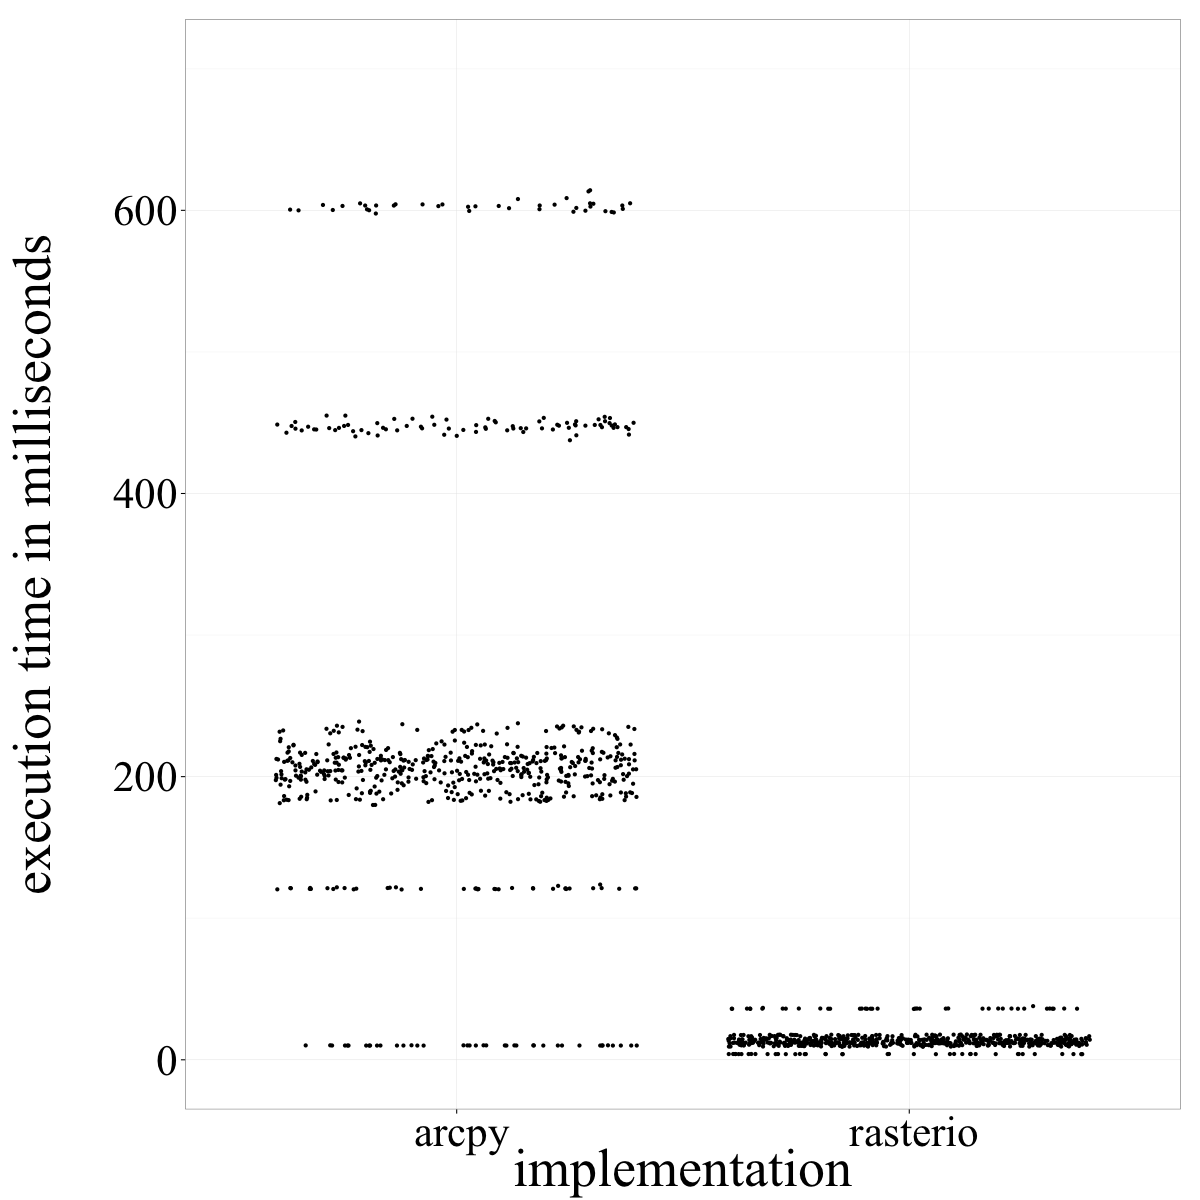 execution time in milliseconds
600
400
200
0
arcpy
rasterio
implementation